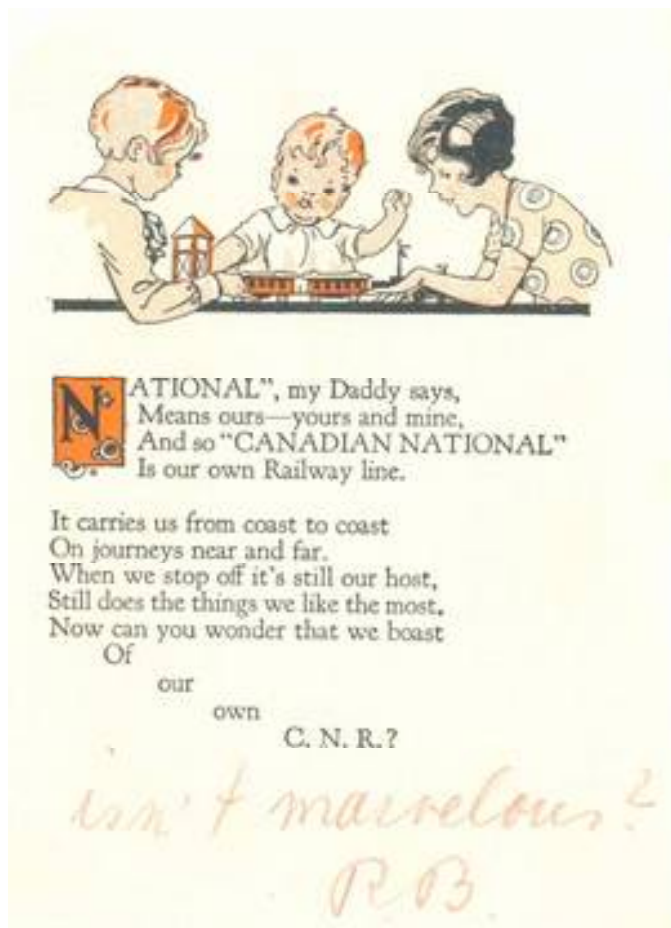 NATIONAL”, my Daddy says,
Means ours—yours and mine,
And so “CANADIAN NATIONAL”
Is our own Railway line.
It carries us from coast to coast
On journeys near and far.
When we stop off it's still our host,
Still does the things we like the most.
Now can you wonder that we boast
Of
our
own
C. N. R.?
isn't marvelous?
R.B.